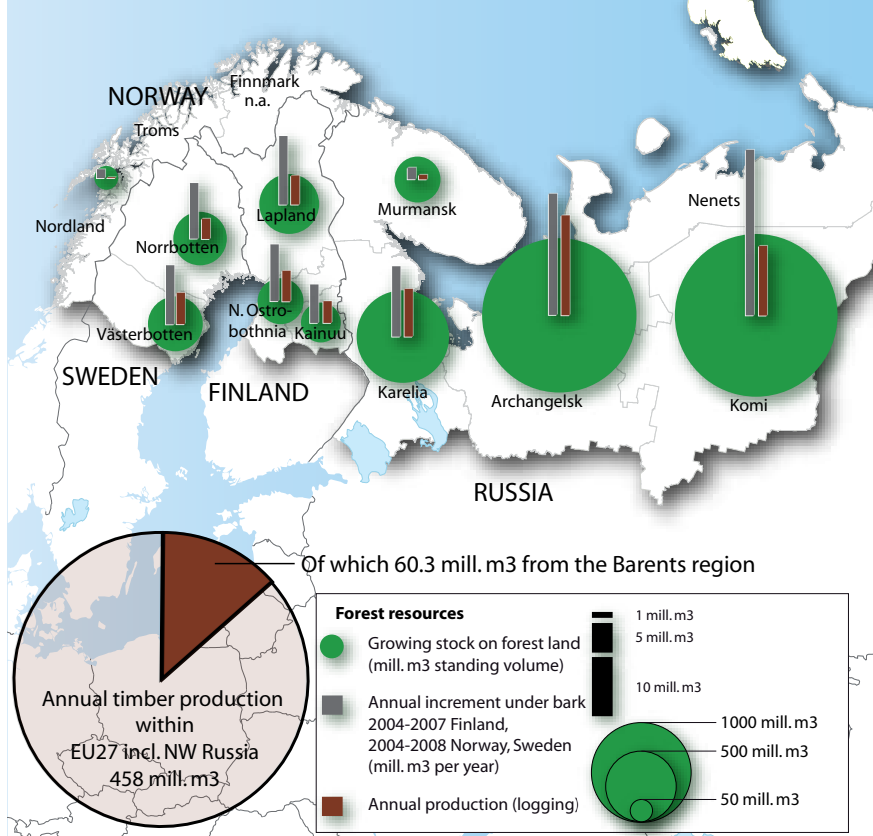 NORWAY
Finnmark
n.a.
Troms
Nordland
Norrbotten
Lapland
Murmansk
Nenets
Västerbotten
N. Ostro-
bothnia
Kainuu
Karelia
Archangelsk
Komi
SWEDEN
FINLAND
RUSSIA
Of which 60.3 mill. m3 from the Barents region
Annual timber production
within
EU27 incl. NW Russia
458 mill. m3
Forest resources
Growing stock on forest land
(mill. m3 standing volume)
Annual increment under bark
2004-2007 Finland,
2004-2008 Norway, Sweden
(mill. m3 per year)
Annual production (logging)
1 mill. m3
5 mill. m3
10 mill. m3
1000 mill. m3
500 mill. m3
50 mill. m3